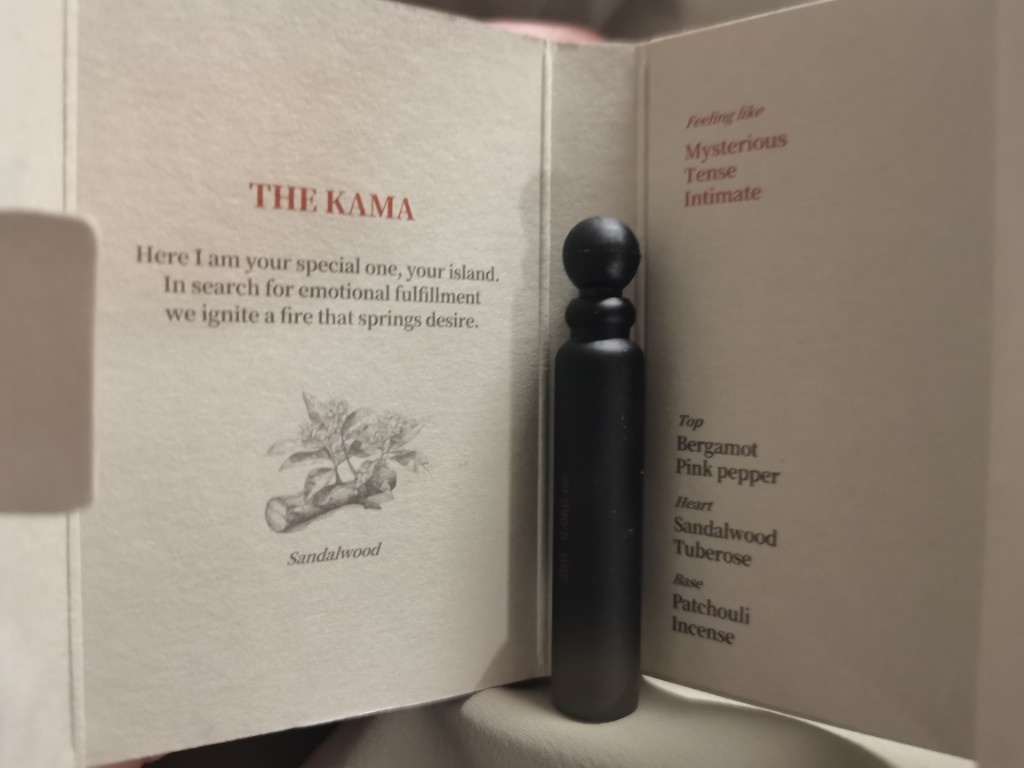 THE KAMA
Here I am your special one, your island.
In search for emotional fulfillment
we ignite a fire that springs desire.
Sandalwood
Feeling like
Mysterious
Tense
Intimate
Top
Bergamot
Pink pepper
Heart
Sandalwood
Tuberose
Base
Patchouli
Incense